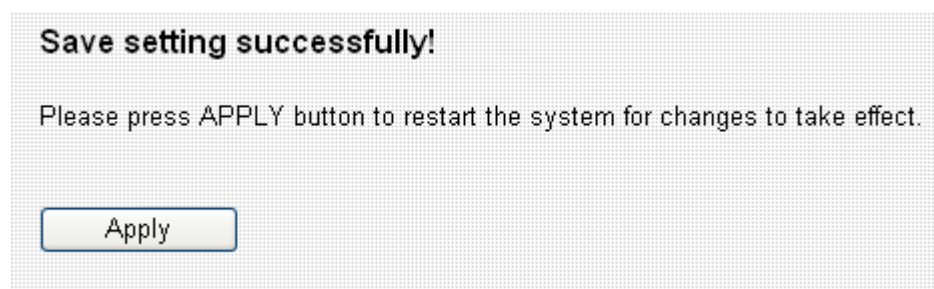 Save setting successfully!
Please press APPLY button to restart the system for changes to take effect.
Apply